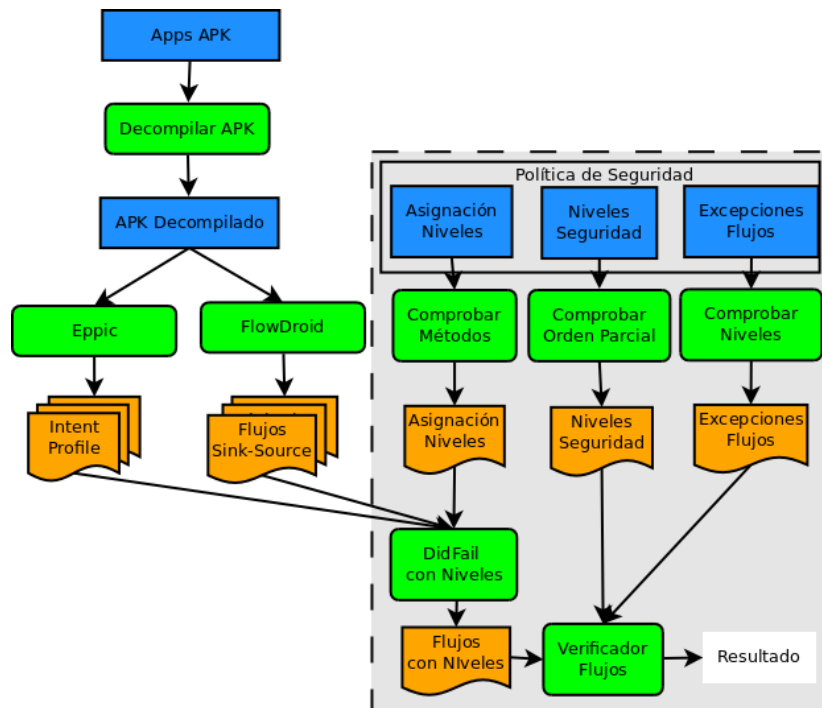 Apps APK
Decompilar APK
APK Decompilado
Eppic
FlowDroid
Intent
Profile
Flujos
Sink-Source
Política de Seguridad
Asignación
Niveles
Niveles
Seguridad
Excepciones
Flujos
Comprobar
Métodos
Comprobar
Orden Parcial
Comprobar
Niveles
Asignación
Niveles
Niveles
Seguridad
Excepciones
Flujos
DidFail
con Niveles
Flujos
con NIveles
Verificador
Flujos
Resultado